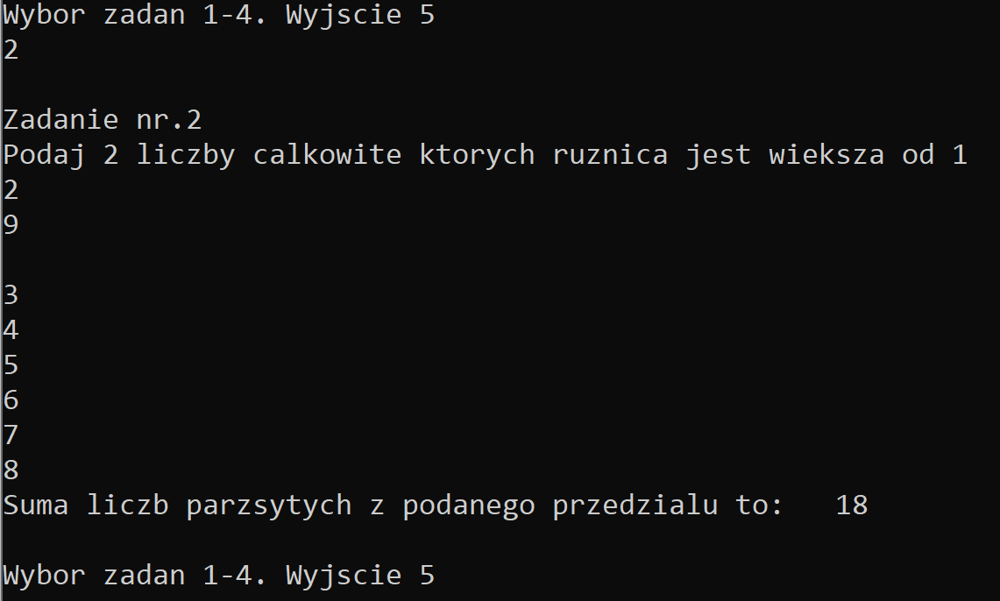 Wybor zadan 1-4. Wyjscie 5
2
Zadanie nr.2
Podaj 2 liczby calkowite ktorych ruznica jest wieksza od 1
2
9
3
4
5
6
7
8
Suma liczb parzsytych z podanego przedzialu to:   18
Wybor zadan 1-4. Wyjscie 5